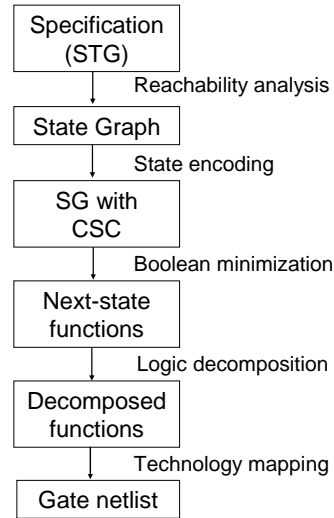 Specification
(STG)
Reachability analysis
State Graph
State encoding
SG with
CSC
Boolean minimization
Next-state
functions
Logic decomposition
Decomposed
functions
Technology mapping
Gate netlist